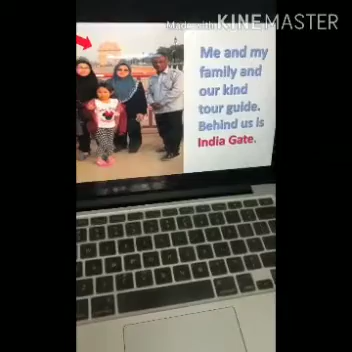 Made with KINEMASTER
Me and my
family and
our kind
tour guide.
Behind us is
India Gate.